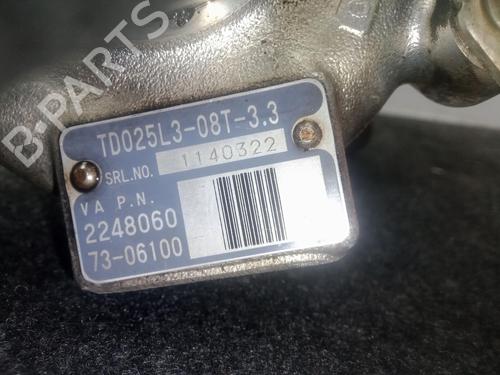 B-PARTS
TD025L3-08T-3.3
SRL.NO. 1140322
VA P.N.
2248060
73-06100